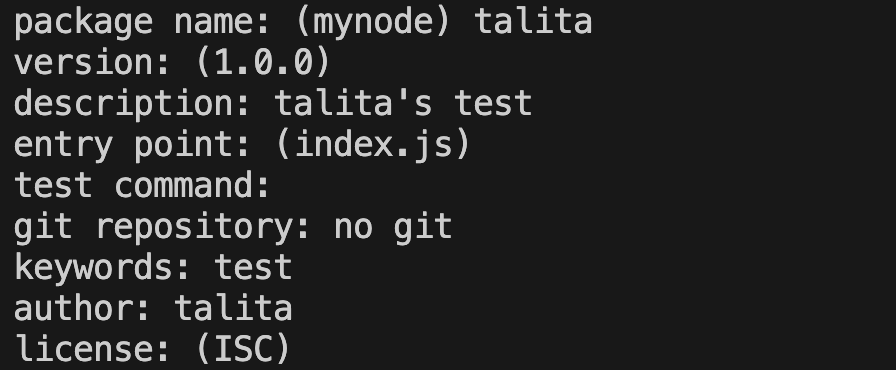 package name: (mynode) talita
version: (1.0.0)
description: talita's test
entry point: (index.js)
test command:
git repository: no git
keywords: test
author: talita
license: (ISC)